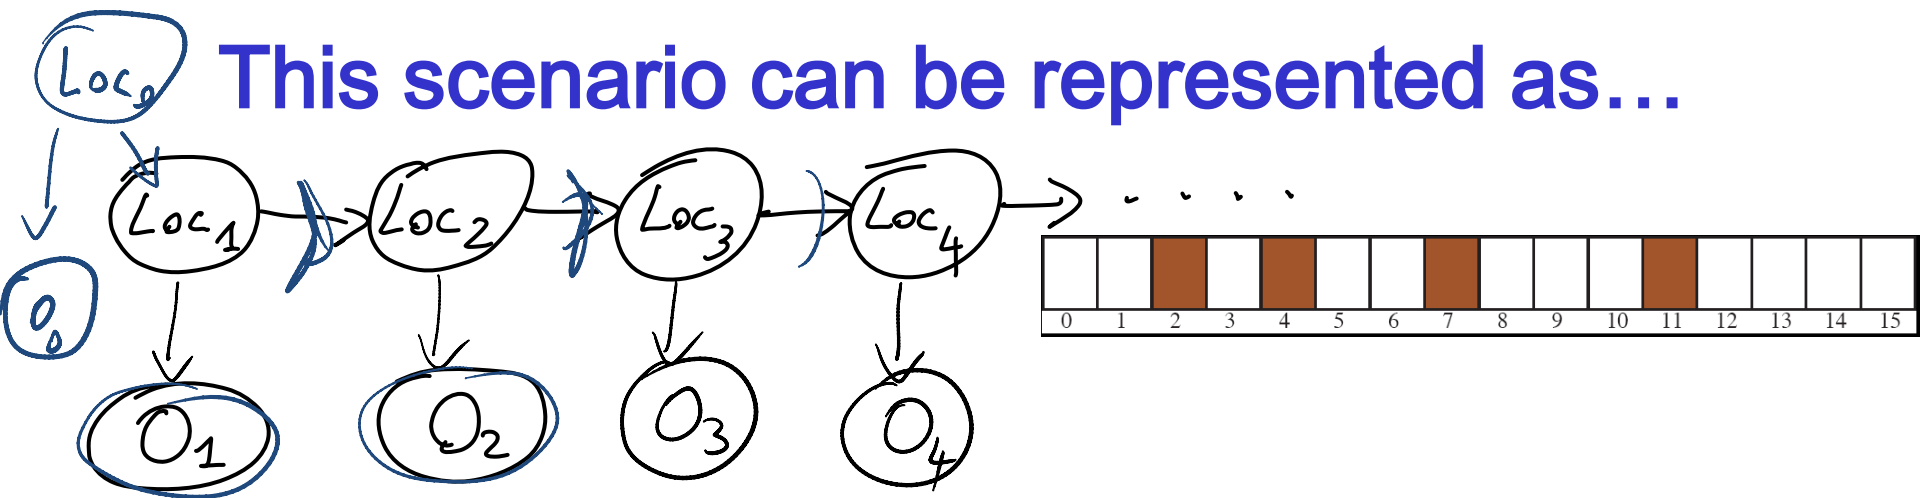 Loc0
This scenario can be represented as…
Loc1 Loc2 Loc3 Loc4 . . . .
0 1 2 3 4 5 6 7 8 9 10 11 12 13 14 15
O0
O1 O2 O3 O4